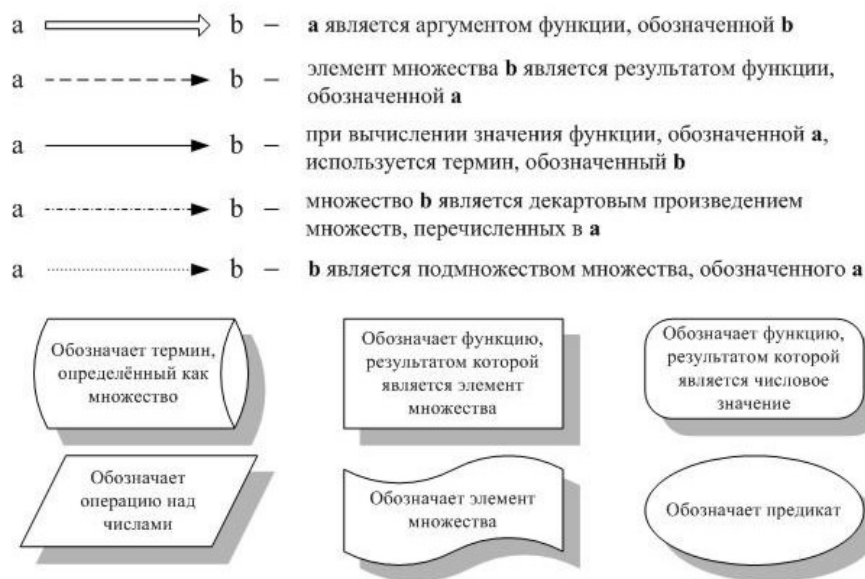 a b – a является аргументом функции, обозначенной b
a b – элемент множества b является результатом функции,
обозначенной a
a b – при вычислении значения функции, обозначенной a,
используется термин, обозначенный b
a b – множество b является декартовым произведением
множеств, перечисленных в a
a b – b является подмножеством множества, обозначенного a
Обозначает термин,
определённый как
множество
Обозначает функцию,
результатом которой
является элемент
множества
Обозначает функцию,
результатом которой
является числовое
значение
Обозначает
операцию над
числами
Обозначает элемент
множества
Обозначает предикат